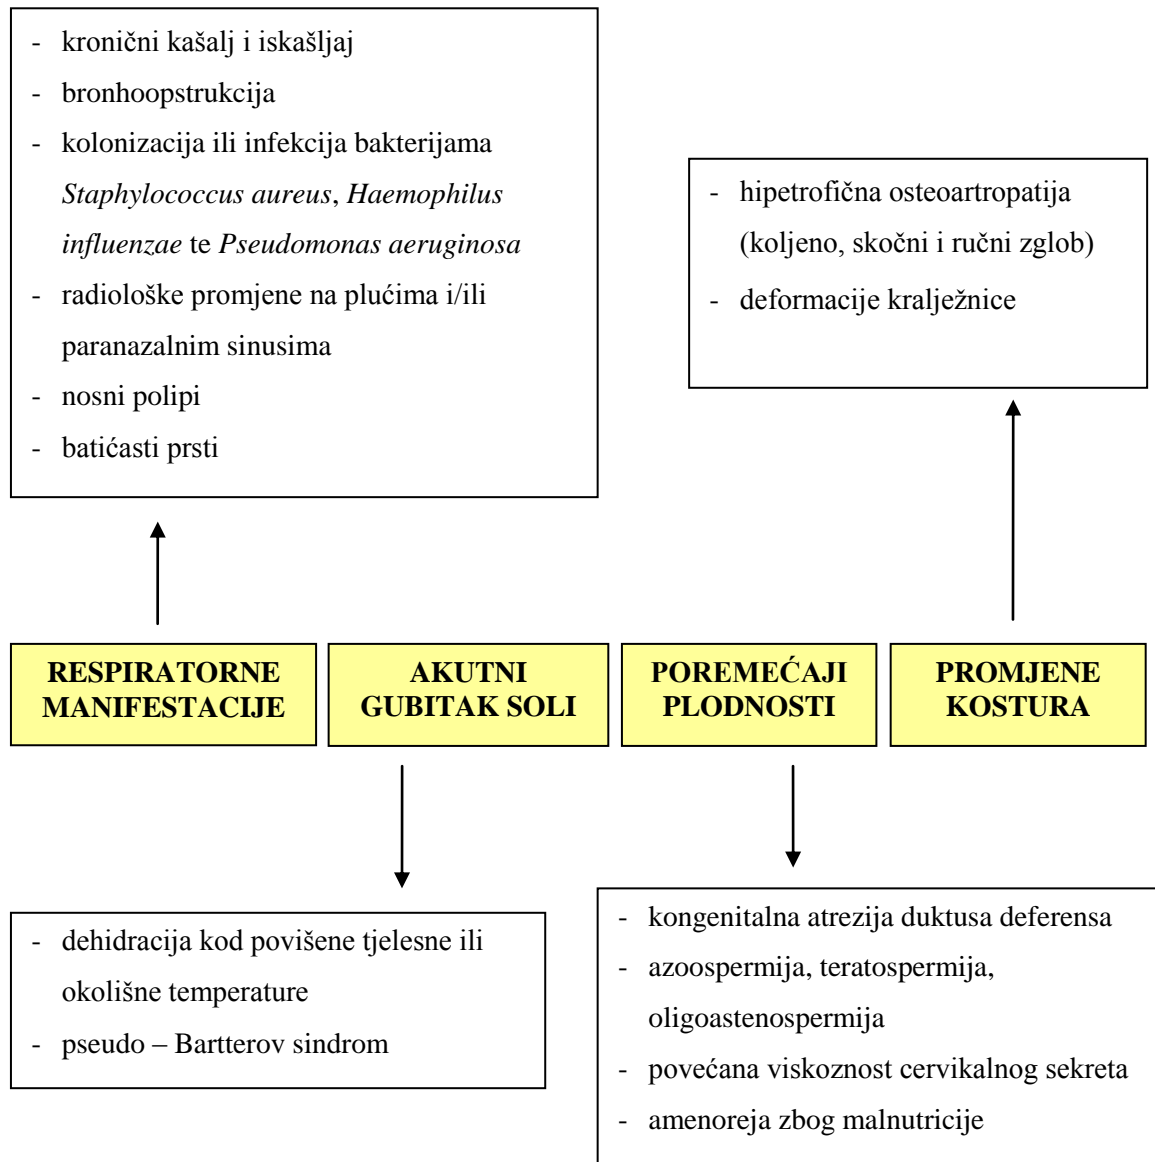 - kronični kašalj i iskašljaj
- bronhoopstrukcija
- kolonizacija ili infekcija bakterijama
Staphylococcus aureus, Haemophilus
influenzae te Pseudomonas aeruginosa
- radiološke promjene na plućima i/ili
paranazalnim sinusima
- nosni polipi
- batićasti prsti
- hipetrofična osteoartropatija
(koljeno, skočni i ručni zglob)
- deformacije kralježnice
RESPIRATORNE
MANIFESTACIJE
AKUTNI
GUBITAK SOLI
POREMEĆAJI
PLODNOSTI
PROMJENE
KOSTURA
- dehidracija kod povišene tjelesne ili
okolišne temperature
- pseudo – Bartterov sindrom
- kongenitalna atrezija duktusa deferensa
- azoospermija, teratospermija,
oligoastenospermija
- povećana viskoznost cervikalnog sekreta
- amenoreja zbog malnutricije